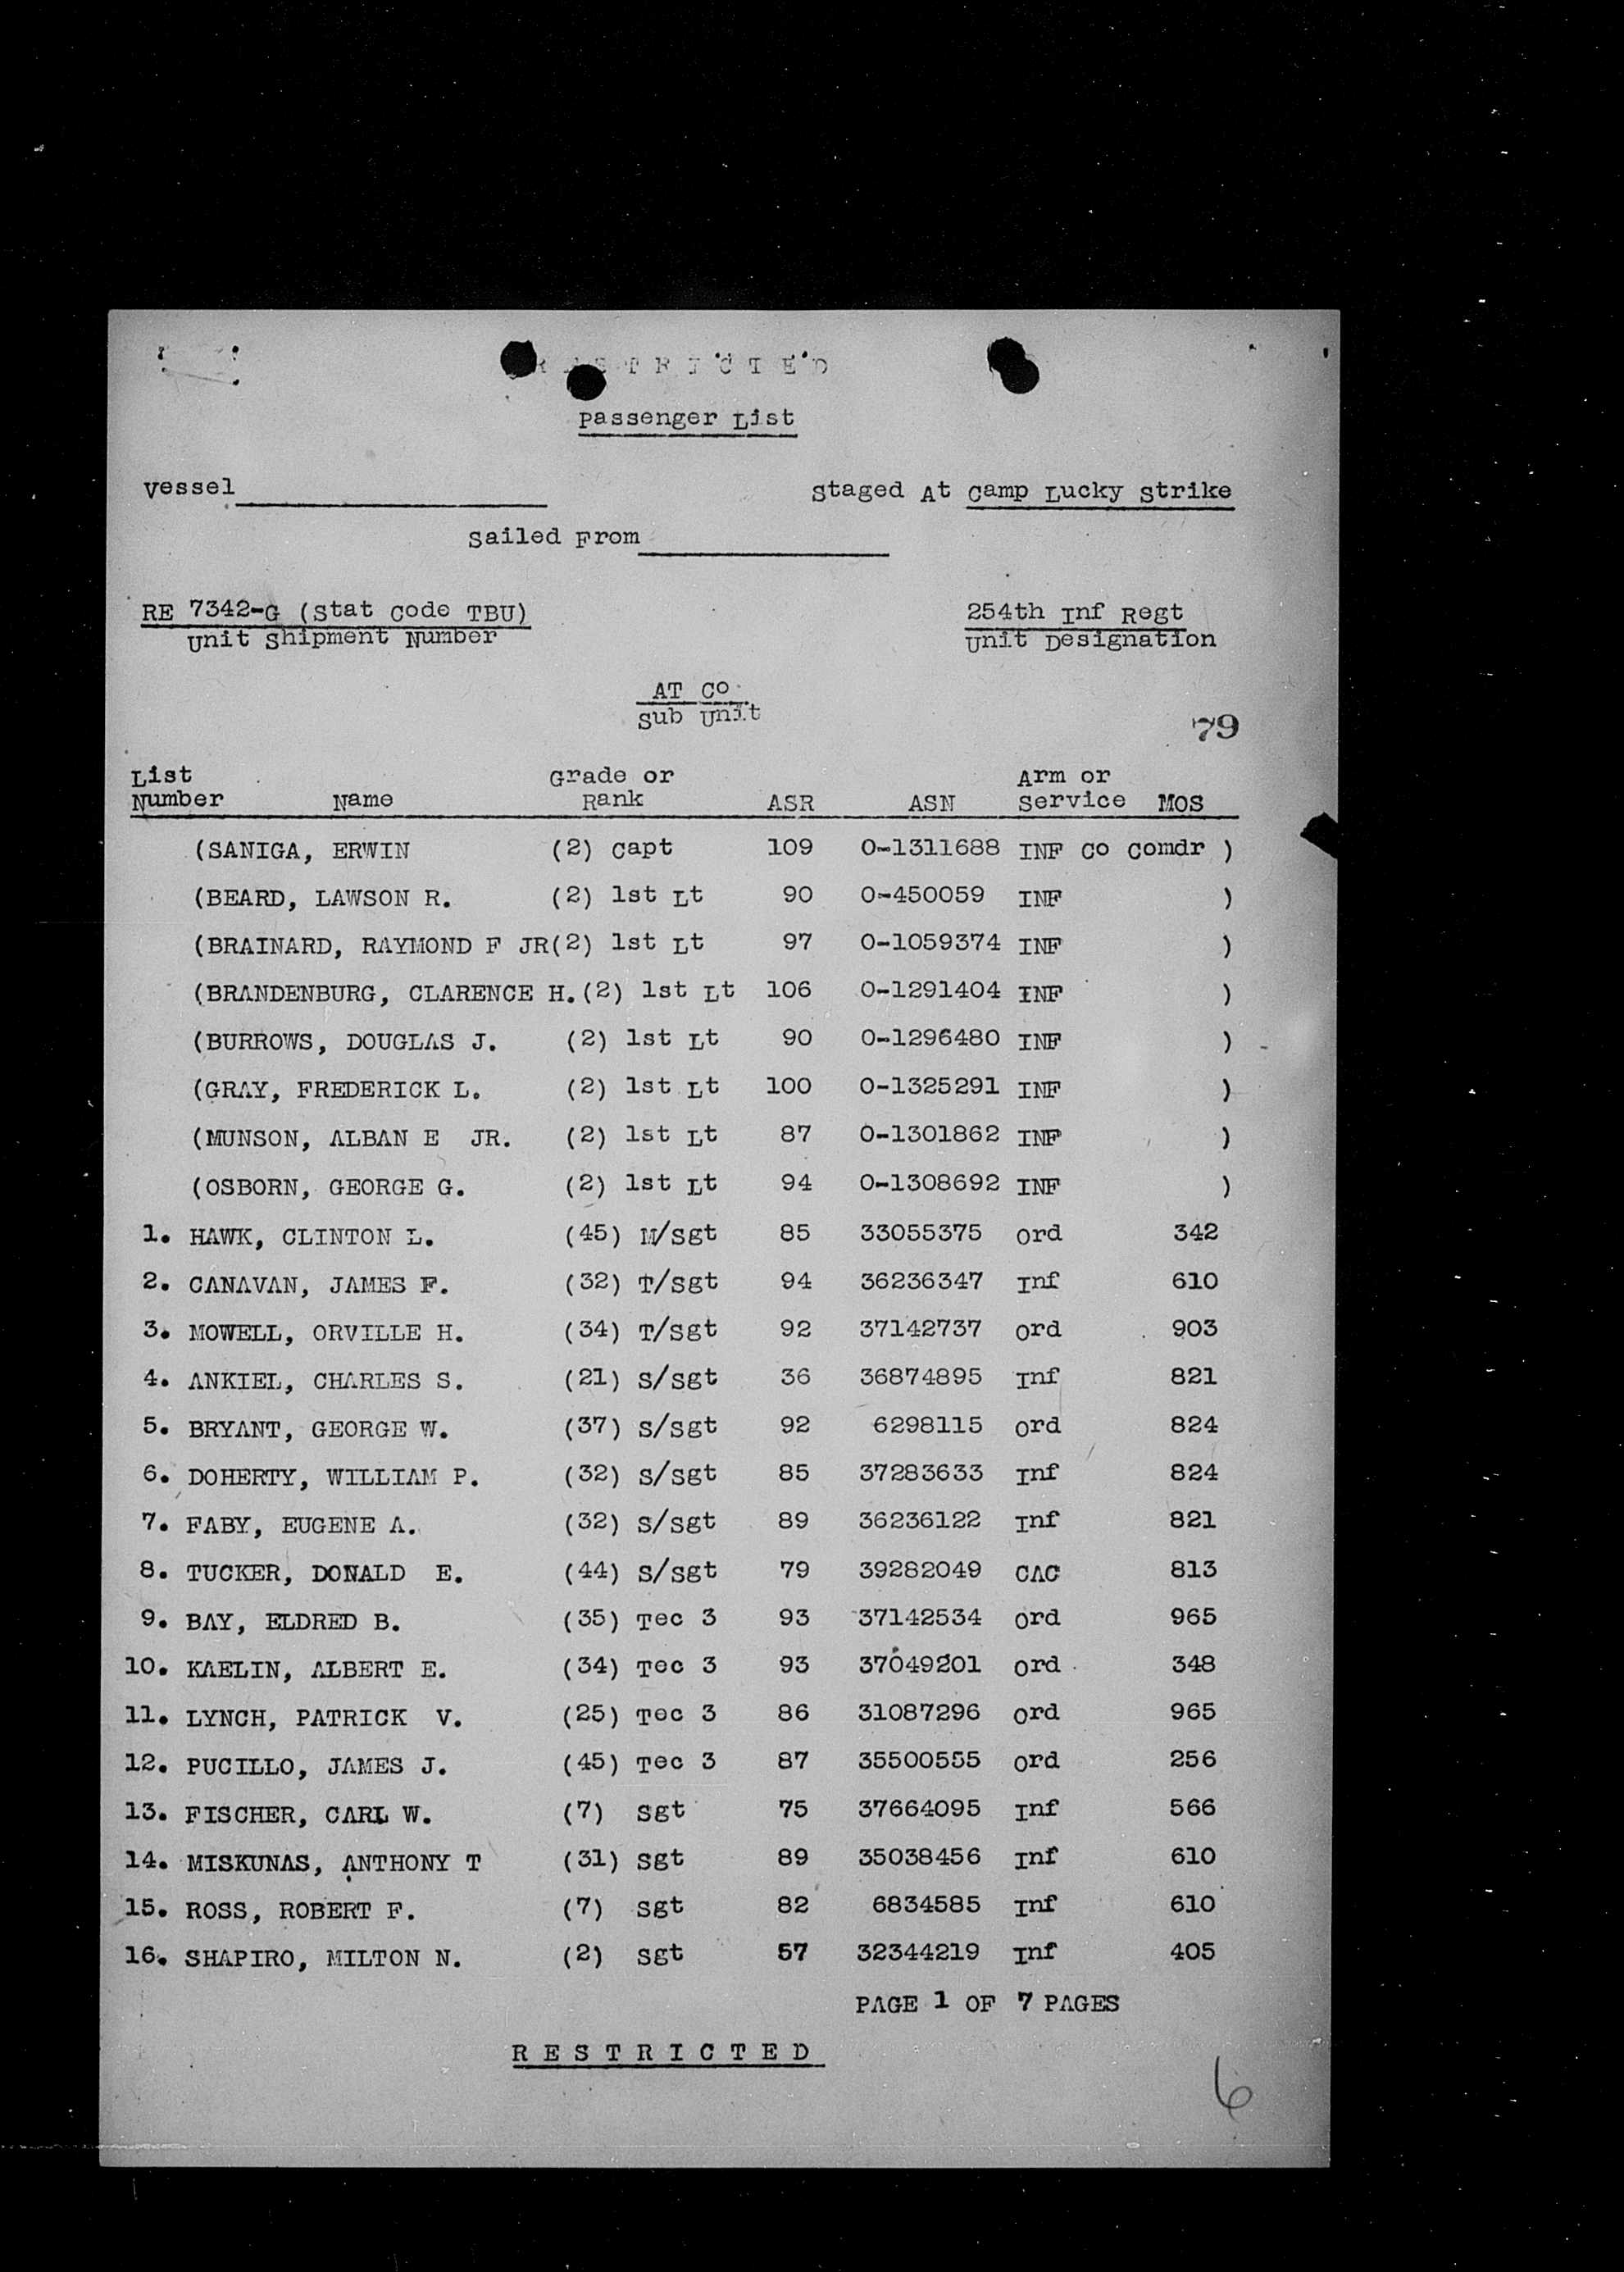 RESTRICTED
Passenger List
Vessel Staged At Camp Lucky Strike
Sailed From
RE 7342-G (Stat Code TBU) 254th Inf Regt
Unit Shipment Number Unit Designation
AT Co
Sub Unit
79
List Grade or Arm or
Number Name Rank ASR ASN Service MOS
(SANIGA, ERWIN (2) Capt 109 O-1311688 INF Co Comdr )
(BEARD, LAWSON R. (2) 1st Lt 90 O-450059 INF )
(BRAINARD, RAYMOND F JR(2) 1st Lt 97 O-1059374 INF )
(BRANDENBURG, CLARENCE H.(2) 1st Lt 106 O-1291404 INF )
(BURROWS, DOUGLAS J. (2) 1st Lt 90 O-1296480 INF )
(GRAY, FREDERICK L. (2) 1st Lt 100 O-1325291 INF )
(MUNSON, ALBAN E JR. (2) 1st Lt 87 O-1301862 INF )
(OSBORN, GEORGE G. (2) 1st Lt 94 O-1308692 INF )
1. HAWK, CLINTON L. (45) M/Sgt 85 33055375 Ord 342
2. CANAVAN, JAMES F. (32) T/Sgt 94 36236347 Inf 610
3. MOWELL, ORVILLE H. (34) T/Sgt 92 37142737 Ord 903
4. ANKIEL, CHARLES S. (21) S/Sgt 36 36874895 Inf 821
5. BRYANT, GEORGE W. (37) S/Sgt 92 6298115 Ord 824
6. DOHERTY, WILLIAM P. (32) S/Sgt 85 37283633 Inf 824
7. FABY, EUGENE A. (32) S/Sgt 89 36236122 Inf 821
8. TUCKER, DONALD E. (44) S/Sgt 79 39282049 CAC 813
9. BAY, ELDRED B. (35) Tec 3 93 37142534 Ord 965
10. KAELIN, ALBERT E. (34) Tec 3 93 37049201 Ord 348
11. LYNCH, PATRICK V. (25) Tec 3 86 31087296 Ord 965
12. PUCILLO, JAMES J. (45) Tec 3 87 35500555 Ord 256
13. FISCHER, CARL W. (7) Sgt 75 37664095 Inf 566
14. MISKUNAS, ANTHONY T (31) Sgt 89 35038456 Inf 610
15. ROSS, ROBERT F. (7) Sgt 82 6834585 Inf 610
16. SHAPIRO, MILTON N. (2) Sgt 57 32344219 Inf 405
PAGE 1 OF 7 PAGES
RESTRICTED
6